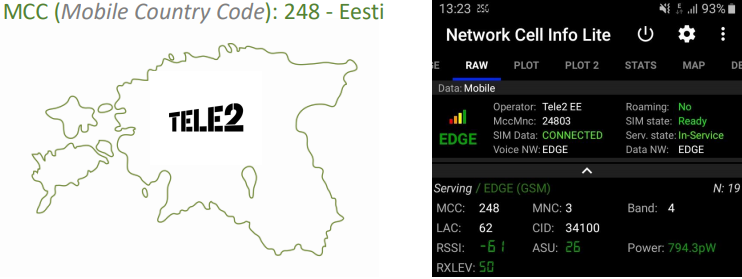 MCC (Mobile Country Code): 248 - Eesti
TELE2
13:23
93%
Network Cell Info Lite
GE RAW PLOT PLOT 2 STATS MAP DE
Data: Mobile
Operator: Tele2 EE Roaming: No
MccMnc: 24803 SIM state: Ready
SIM Data: CONNECTED Serv. state: In-Service
EDGE
Voice NW: EDGE Data NW: EDGE
Serving / EDGE (GSM) N: 19
MCC: 248 MNC: 3 Band: 4
LAC: 62 CID: 34100
RSSI: -61 ASU: 26 Power: 794.3pW
RXLEV: 50